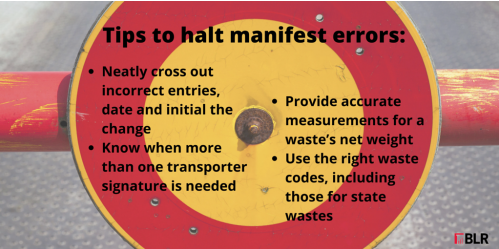 Tips to halt manifest errors:
• Neatly cross out
incorrect entries,
date and initial the
change
• Know when more
than one transporter
signature is needed
• Provide accurate
measurements for a
waste's net weight
• Use the right waste
codes, including
those for state
wastes
BLR